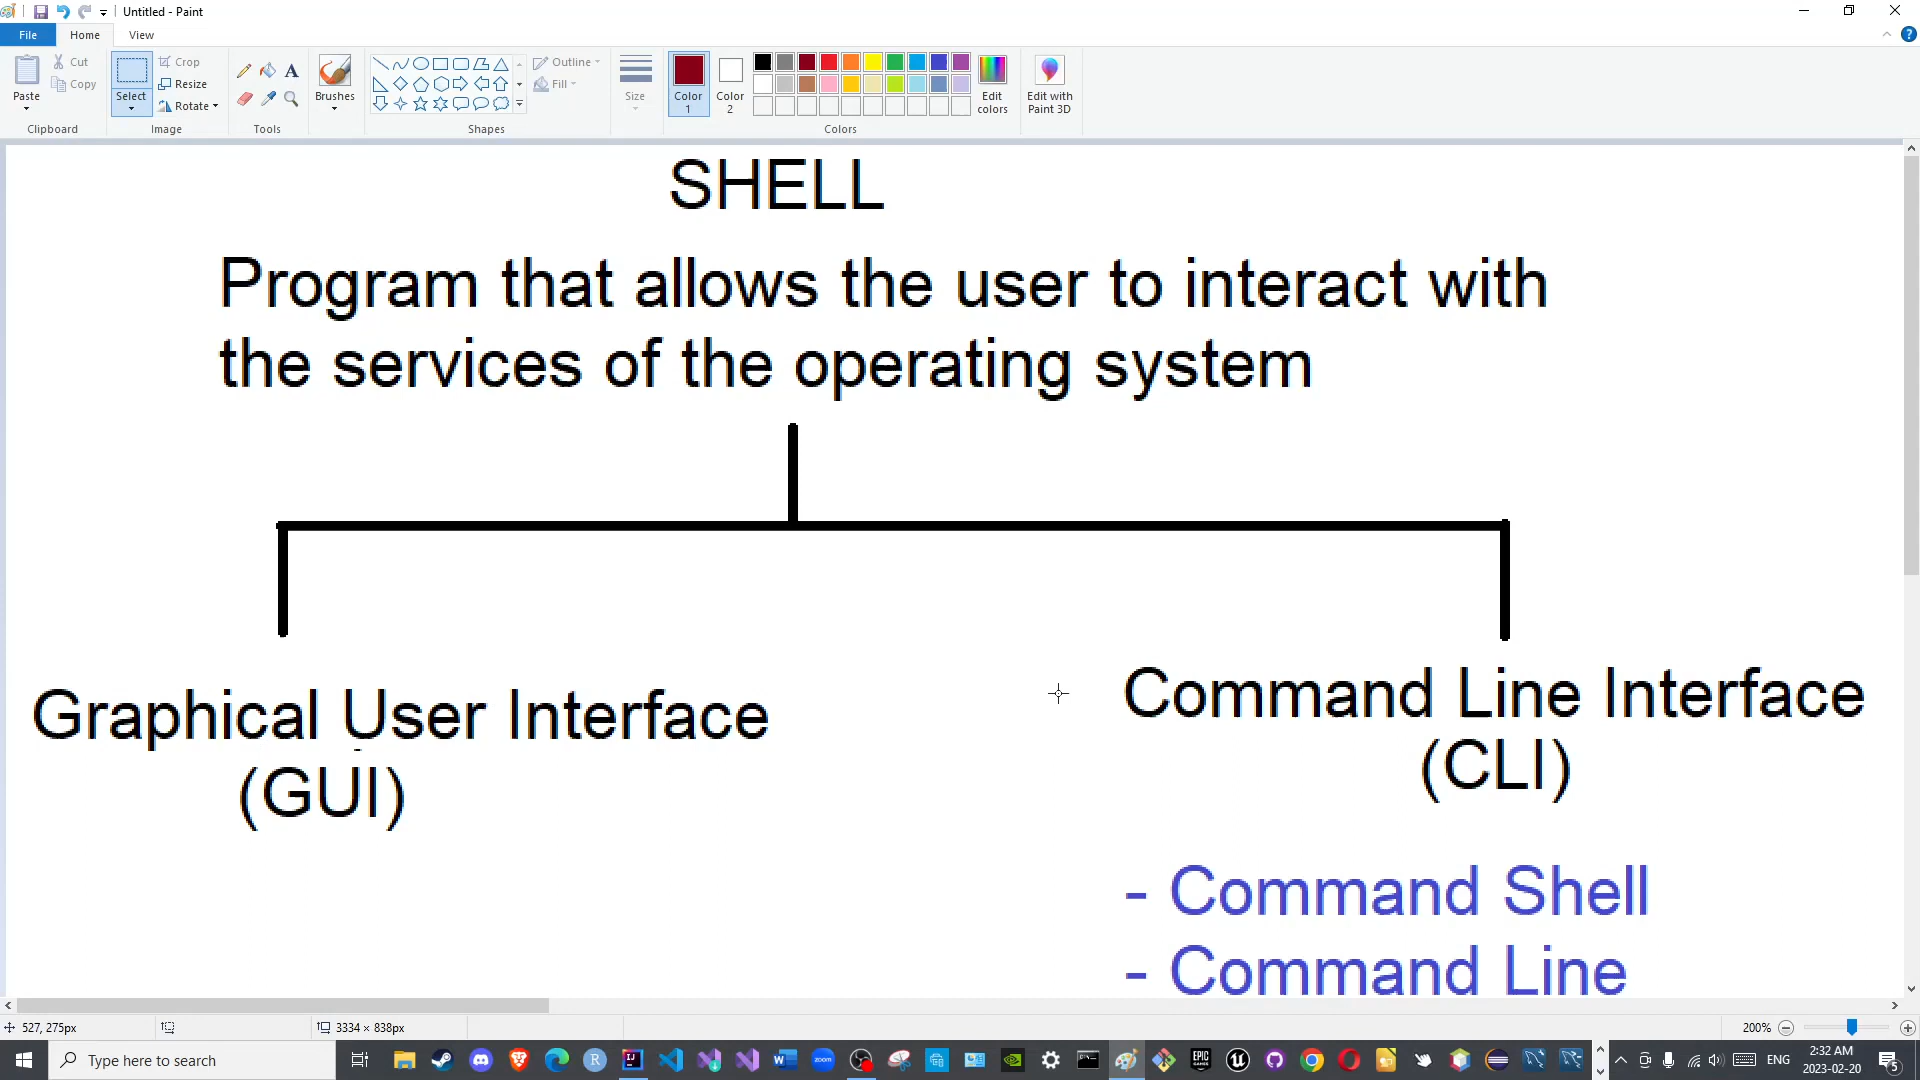 Untitled - Paint
File
Home
View
Paste
Cut
Copy
Clipboard
Select
Crop
Resize
Rotate
Image
A
Tools
Brushes
Shapes
Outline
Fill
Size
Color
1
Color
2
Edit
colors
Colors
Edit with
Paint 3D
SHELL
Program that allows the user to interact with
the services of the operating system
Graphical User Interface
(GUI)
Command Line Interface
(CLI)
- Command Shell
- Command Line
527, 275px
3334 × 838px
200%
Type here to search
ENG
2:32 AM
2023-02-20
5